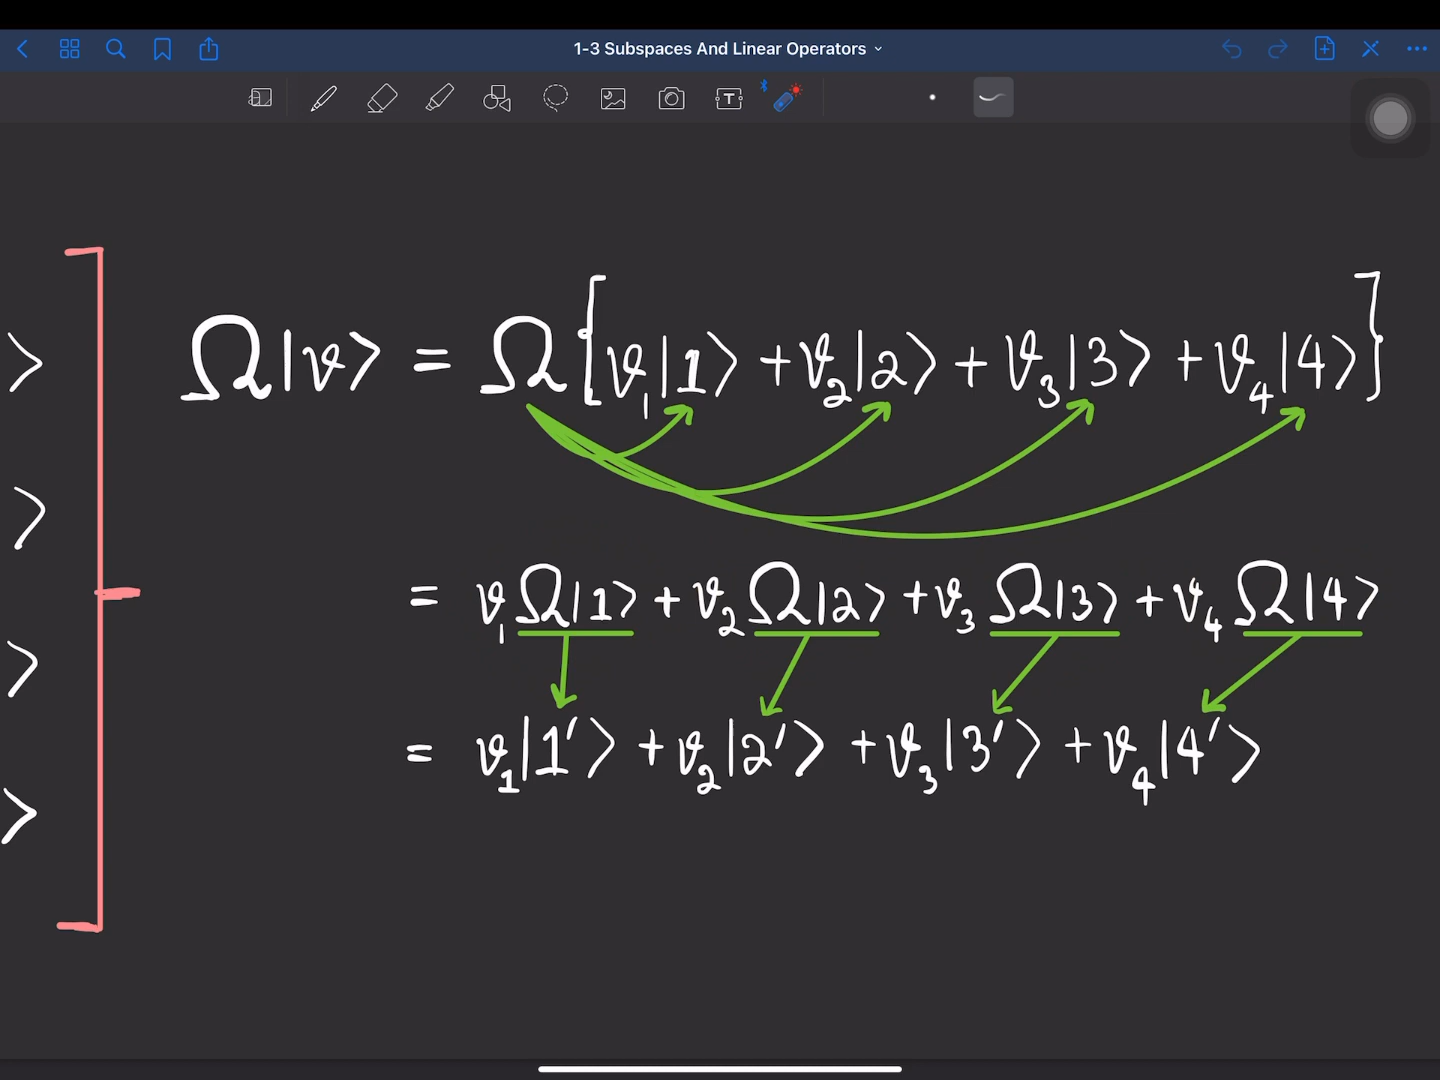 1-3 Subspaces And Linear Operators
Ω|v⟩ = Ω[v₁|1⟩ + v₂|2⟩ + v₃|3⟩ + v₄|4⟩}
= v₁Ω|1⟩ + v₂Ω|2⟩ + v₃Ω|3⟩ + v₄Ω|4⟩
= v₁|1′⟩ + v₂|2′⟩ + v₃|3′⟩ + v₄|4′⟩